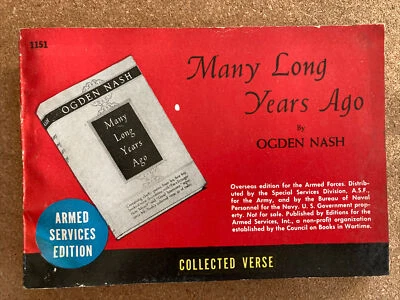 1151
OGDEN NASH
Many
Long
Years
Ago
Many Long
Years Ago
By
OGDEN NASH
Overseas edition for the Armed Forces. Distrib-
uted by the Special Services Division, A.S.F.,
for the Army, and by the Bureau of Naval
Personnel for the Navy. U. S. Government prop-
erty. Not for sale. Published by Editions for the
Armed Services, Inc., a non-profit organization
established by the Council on Books in Wartime.
ARMED
SERVICES
EDITION
COLLECTED VERSE